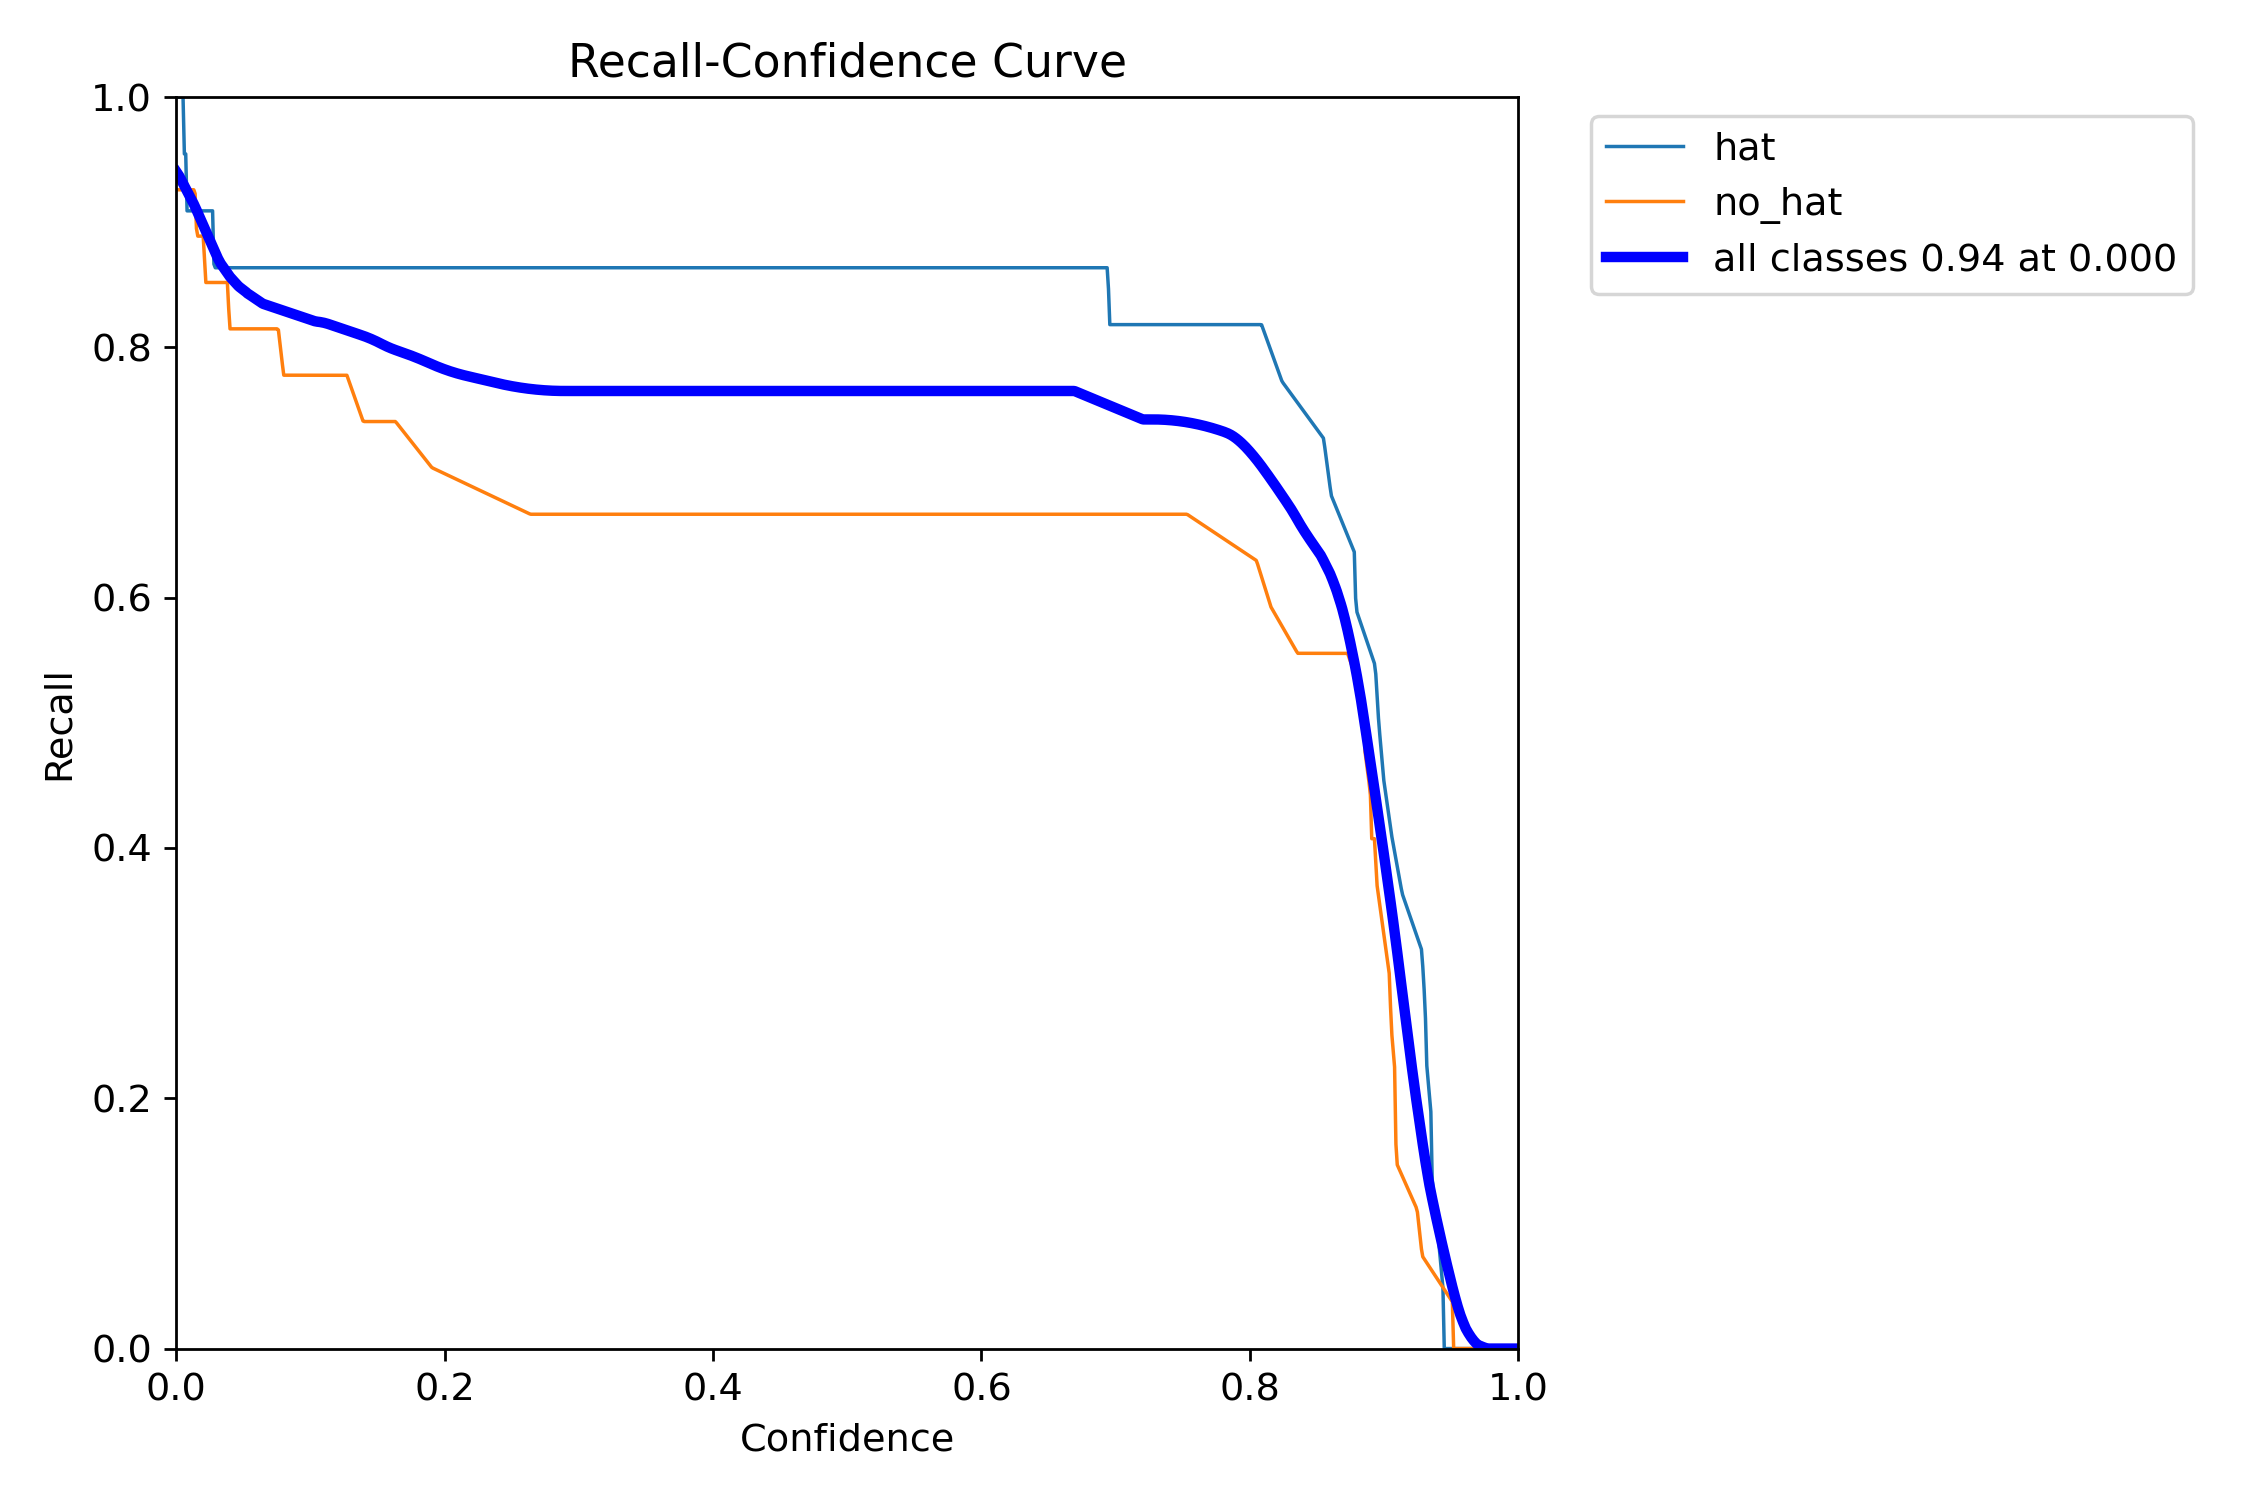 Recall-Confidence Curve
1.0
0.8
0.6
0.4
0.2
0.0
Recall
0.0 0.2 0.4 0.6 0.8 1.0
Confidence
hat
no_hat
all classes 0.94 at 0.000